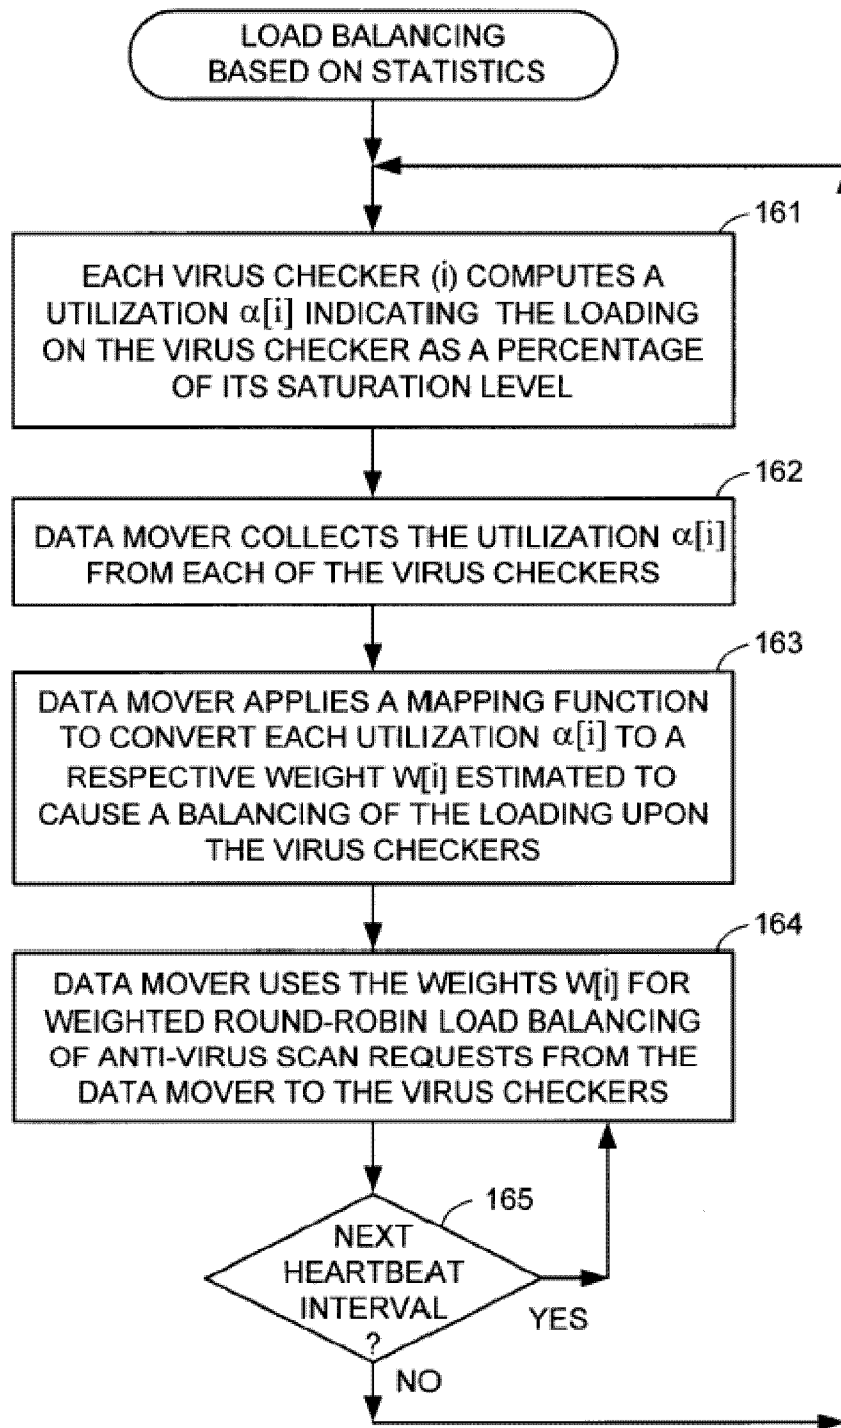 LOAD BALANCING
BASED ON STATISTICS
161
EACH VIRUS CHECKER (i) COMPUTES A
UTILIZATION α[i] INDICATING THE LOADING
ON THE VIRUS CHECKER AS A PERCENTAGE
OF ITS SATURATION LEVEL
162
DATA MOVER COLLECTS THE UTILIZATION α[i]
FROM EACH OF THE VIRUS CHECKERS
163
DATA MOVER APPLIES A MAPPING FUNCTION
TO CONVERT EACH UTILIZATION α[i] TO A
RESPECTIVE WEIGHT W[i] ESTIMATED TO
CAUSE A BALANCING OF THE LOADING UPON
THE VIRUS CHECKERS
164
DATA MOVER USES THE WEIGHTS W[i] FOR
WEIGHTED ROUND-ROBIN LOAD BALANCING
OF ANTI-VIRUS SCAN REQUESTS FROM THE
DATA MOVER TO THE VIRUS CHECKERS
165
NEXT
HEARTBEAT
INTERVAL
?
YES
NO